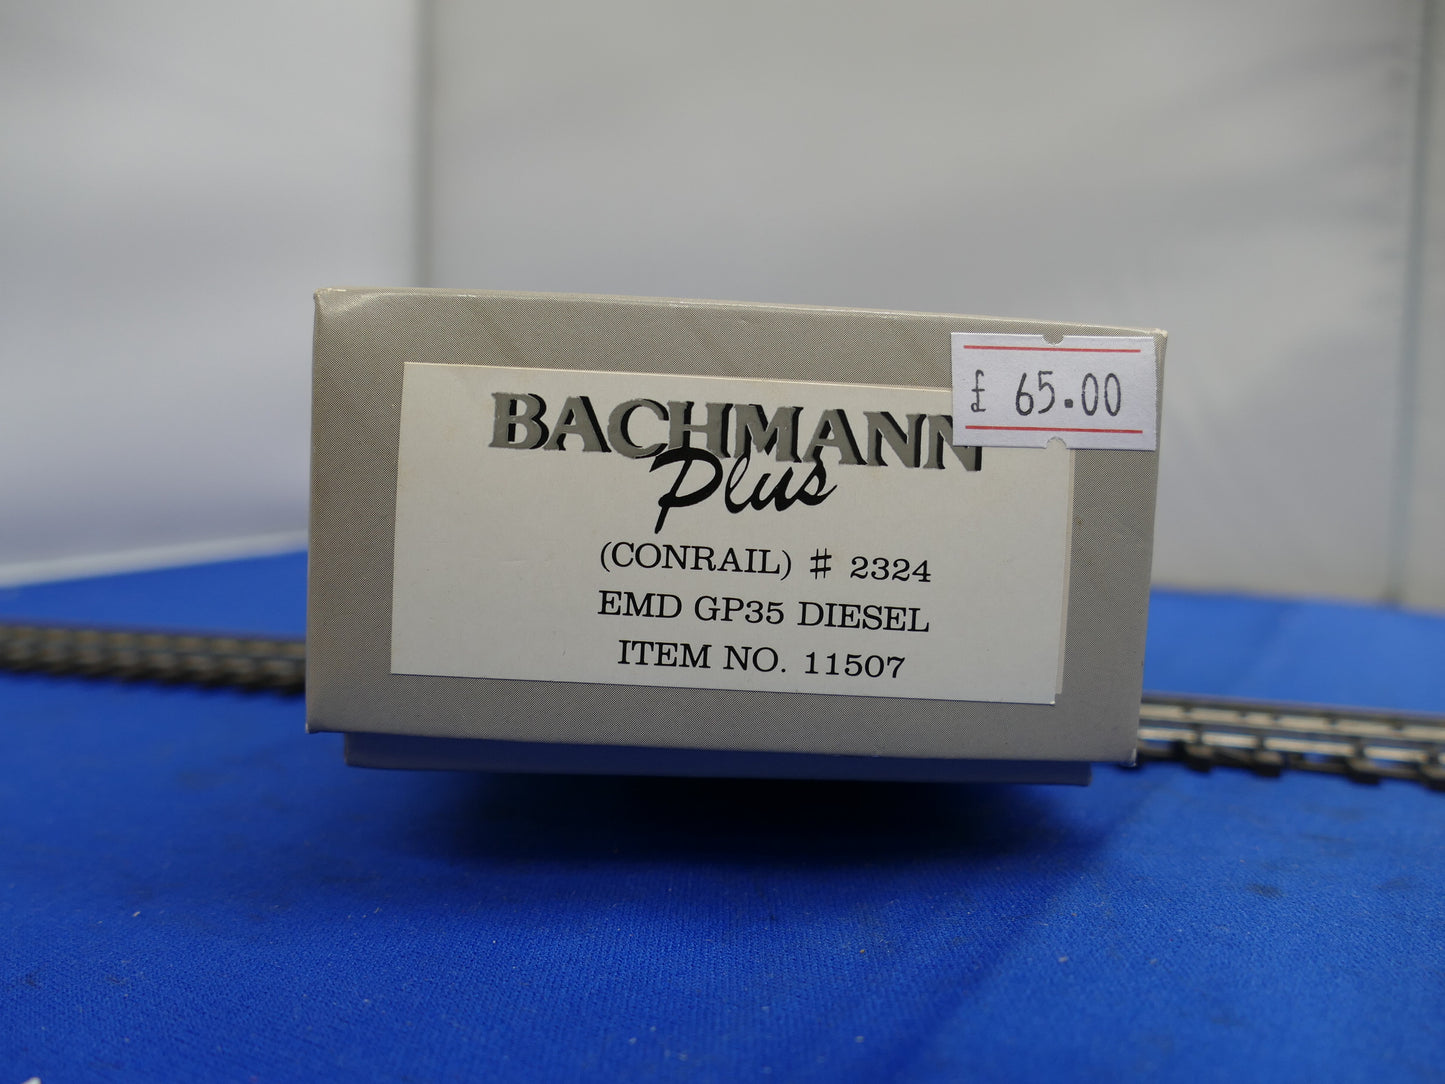 £ 65.00
BACHMANN
Plus
(CONRAIL) # 2324
EMD GP35 DIESEL
ITEM NO. 11507